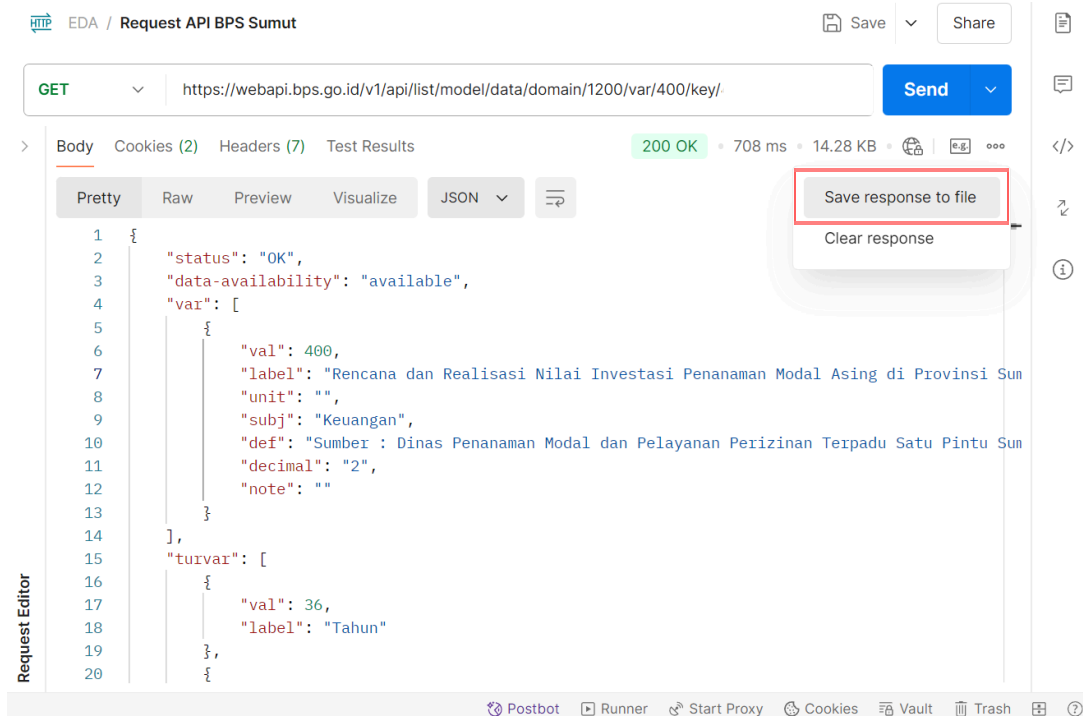 HTTP EDA / Request API BPS Sumut Save Share
GET https://webapi.bps.go.id/v1/api/list/model/data/domain/1200/var/400/key/ Send
Body Cookies (2) Headers (7) Test Results 200 OK 708 ms 14.28 KB e.g.
Pretty Raw Preview Visualize JSON
Save response to file
Clear response
1 {
2 "status": "OK",
3 "data-availability": "available",
4 "var": [
5 {
6 "val": 400,
7 "label": "Rencana dan Realisasi Nilai Investasi Penanaman Modal Asing di Provinsi Sum
8 "unit": "",
9 "subj": "Keuangan",
10 "def": "Sumber : Dinas Penanaman Modal dan Pelayanan Perizinan Terpadu Satu Pintu Sum
11 "decimal": "2",
12 "note": ""
13 }
14 ],
15 "turvar": [
16 {
17 "val": 36,
18 "label": "Tahun"
19 },
20 {
Request Editor
Postbot Runner Start Proxy Cookies Vault Trash